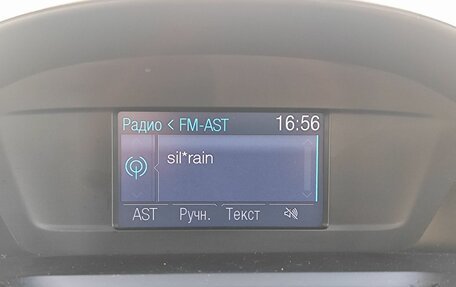 Радио < FM-AST 16:56
sil*rain
AST Ручн. Текст